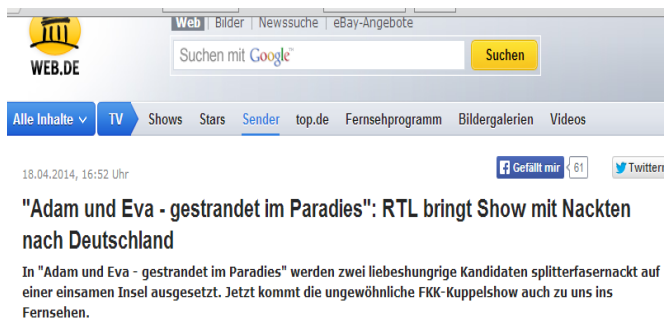 Web | Bilder | Newssuche | eBay-Angebote
WEB.DE
Suchen mit Google™
Suchen
Alle Inhalte
TV
Shows Stars Sender top.de Fernsehprogramm Bildergalerien Videos
18.04.2014, 16:52 Uhr
Gefällt mir 61
Twittern
"Adam und Eva - gestrandet im Paradies": RTL bringt Show mit Nackten
nach Deutschland
In "Adam und Eva - gestrandet im Paradies" werden zwei liebeshungrige Kandidaten splitterfasernackt auf
einer einsamen Insel ausgesetzt. Jetzt kommt die ungewöhnliche FKK-Kuppelshow auch zu uns ins
Fernsehen.